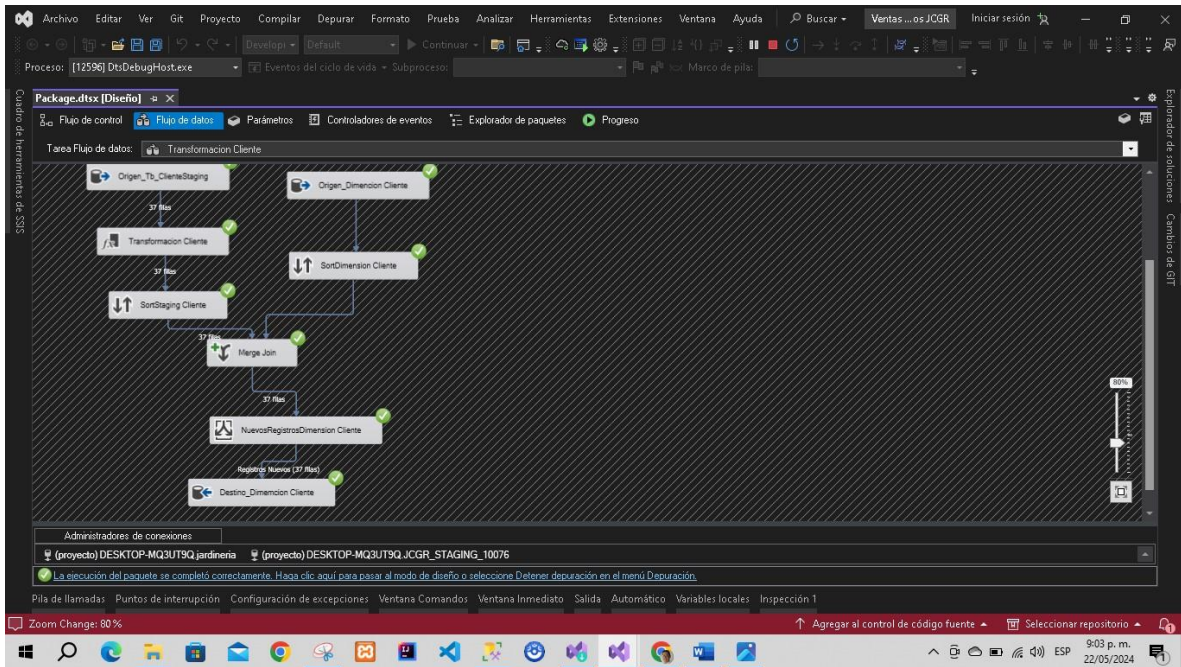 Archivo Editar Ver Git Proyecto Compilar Depurar Formato Prueba Analizar Herramientas Extensiones Ventana Ayuda Buscar Ventas ...os JCGR Iniciar sesión
Developi Default Continuar
Proceso: [12596] DtsDebugHost.exe Eventos del ciclo de vida Subproceso: Marco de pila:
Cuadro de herramientas de SSIS
Package.dtsx [Diseño]
Flujo de control Flujo de datos Parámetros Controladores de eventos Explorador de paquetes Progreso
Tarea Flujo de datos: Transformacion Cliente
Origen_Tb_ClienteStaging
Origen_Dimencion Cliente
37 filas
Transformacion Cliente
37 filas
SortDimension Cliente
SortStaging Cliente
37 filas
Merge Join
37 filas
NuevosRegistrosDimension Cliente
Registros Nuevos (37 filas)
Destino_Dimemcion Cliente
80%
Explorador de soluciones
Cambios de GIT
Administradores de conexiones
(proyecto) DESKTOP-MQ3UT9Q.jardineria (proyecto) DESKTOP-MQ3UT9Q.JCGR_STAGING_10076
La ejecución del paquete se completó correctamente. Haga clic aquí para pasar al modo de diseño o seleccione Detener depuración en el menú Depuración.
Pila de llamadas Puntos de interrupción Configuración de excepciones Ventana Comandos Ventana Inmediato Salida Automático Variables locales Inspección 1
Zoom Change: 80 % Agregar al control de código fuente Seleccionar repositorio
ESP
9:03 p. m.
22/05/2024